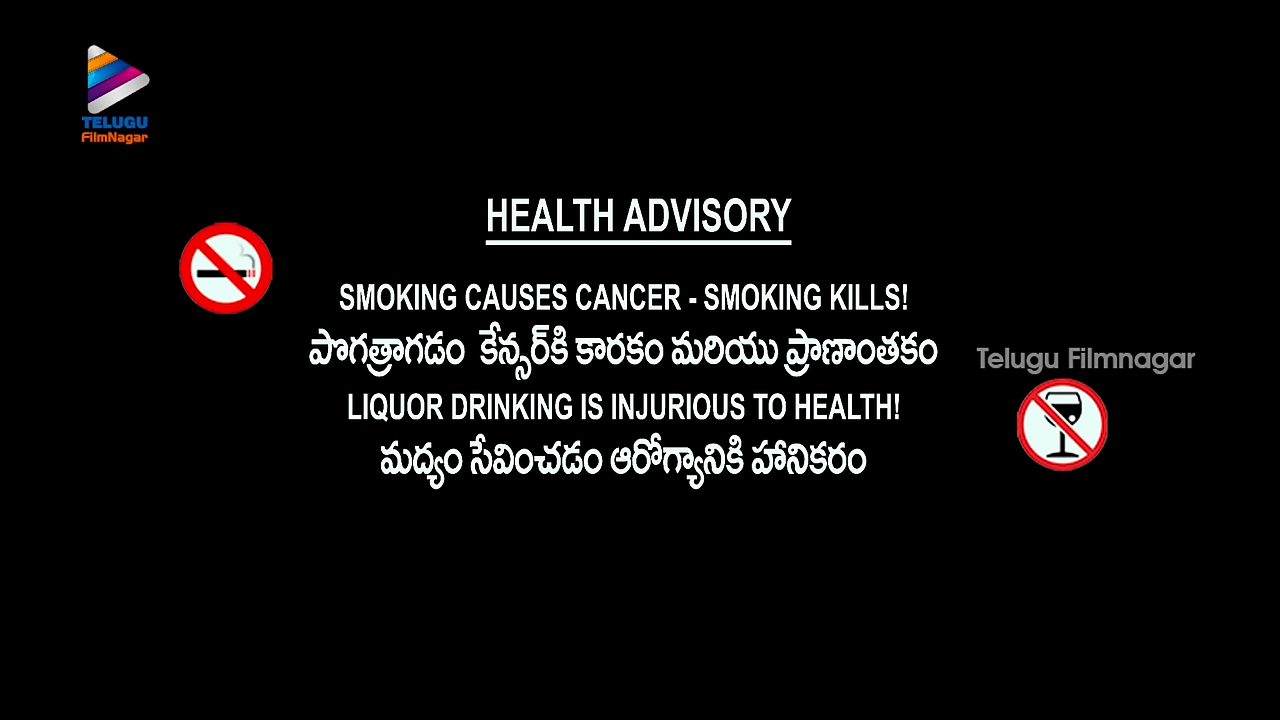 TELUGU
FilmNagar
HEALTH ADVISORY
SMOKING CAUSES CANCER - SMOKING KILLS!
పొగత్రాగడం కేన్సర్‌కి కారకం మరియు ప్రాణాంతకం
Telugu Filmnagar
LIQUOR DRINKING IS INJURIOUS TO HEALTH!
మద్యం సేవించడం ఆరోగ్యానికి హానికరం